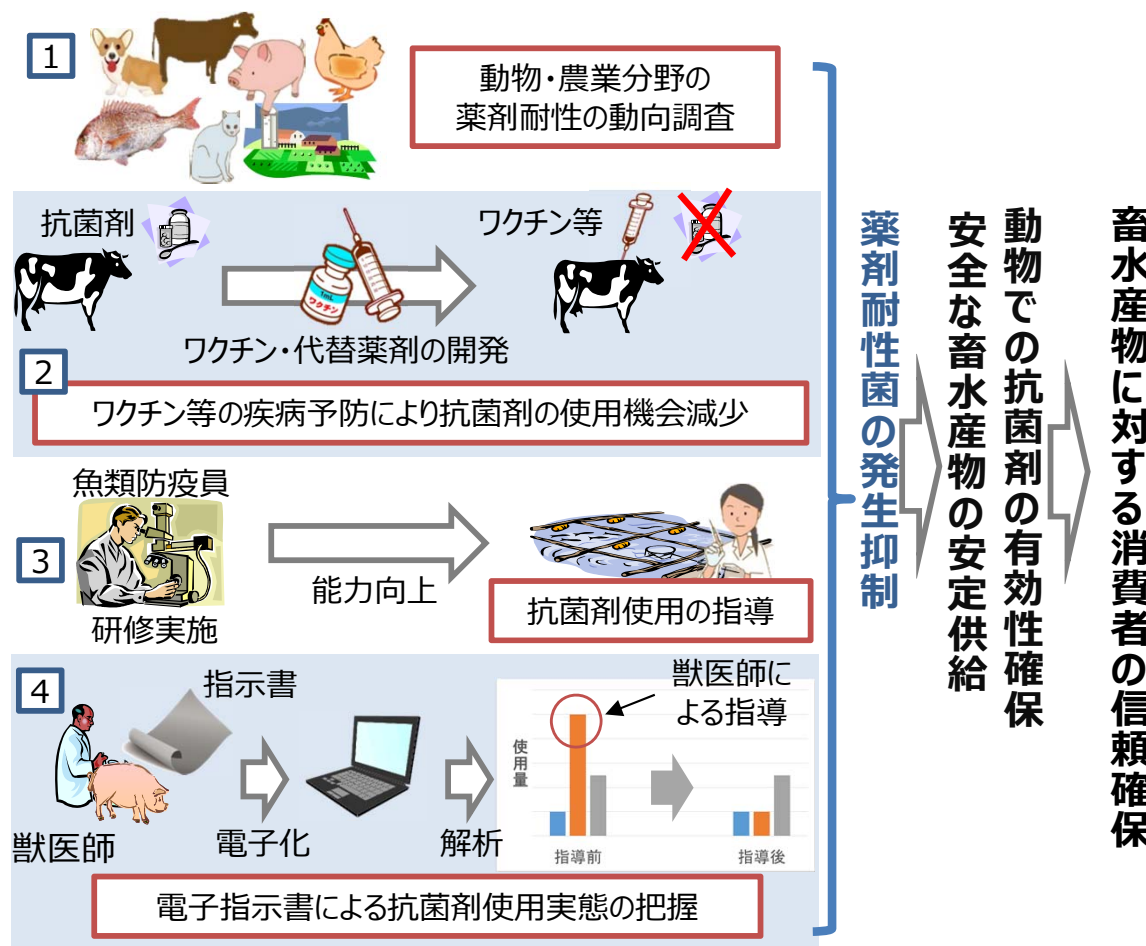 1
動物・農業分野の
薬剤耐性の動向調査
抗菌剤
ワクチン等
1mL
ワクチン
ワクチン・代替薬剤の開発
2
ワクチン等の疾病予防により抗菌剤の使用機会減少
魚類防疫員
3
能力向上
研修実施
抗菌剤使用の指導
4
指示書
獣医師に
よる指導
使用量
獣医師
電子化
解析
指導前
指導後
電子指示書による抗菌剤使用実態の把握
薬剤耐性菌の発生抑制
動物での抗菌剤の有効性確保
安全な畜水産物の安定供給
畜水産物に対する消費者の信頼確保